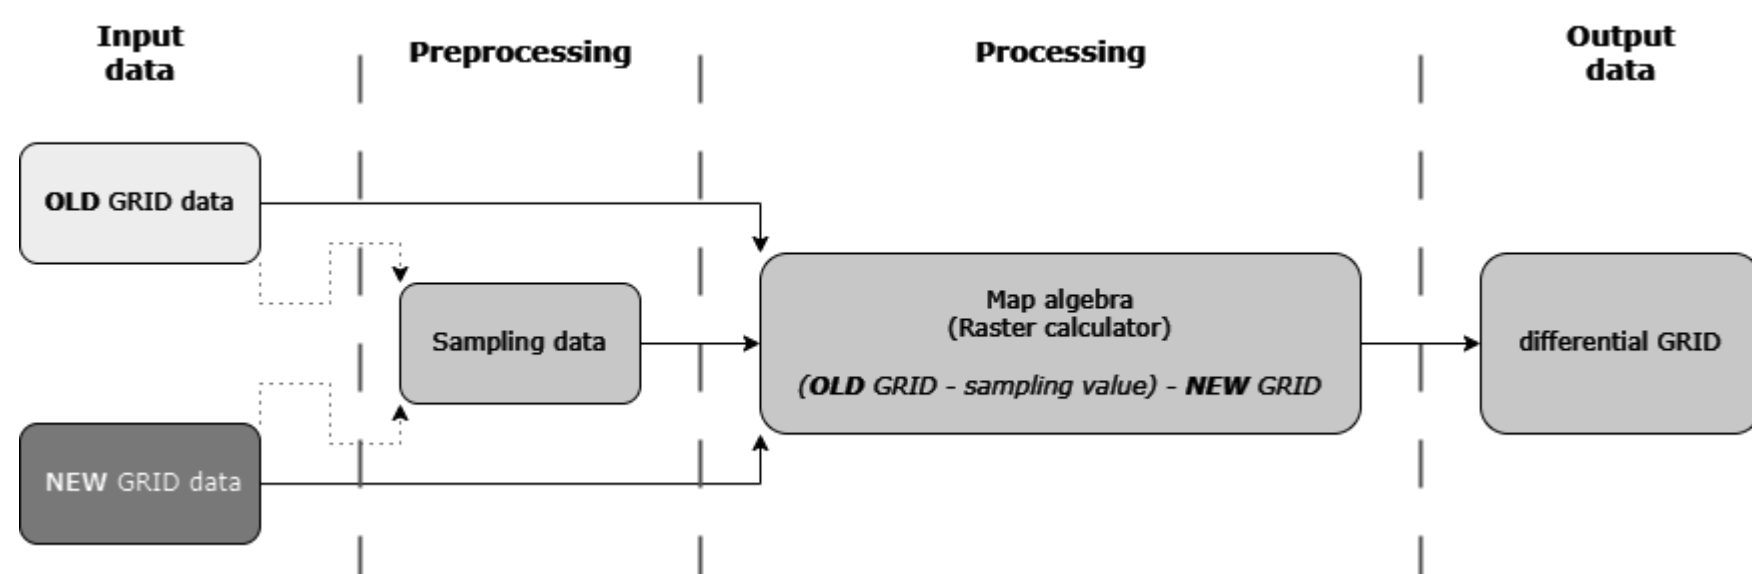 Input
data
Preprocessing
Processing
Output
data
OLD GRID data
Sampling data
NEW GRID data
Map algebra
(Raster calculator)
(OLD GRID - sampling value) - NEW GRID
differential GRID